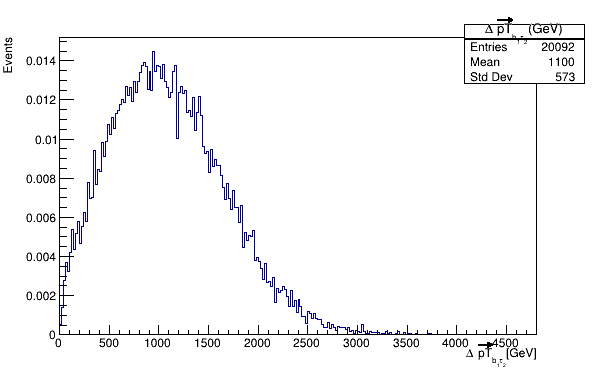 Δ pT b₁τ₂ (GeV)
Entries 20092
Mean 1100
Std Dev 573
Events
0.014
0.012
0.01
0.008
0.006
0.004
0.002
0
0 500 1000 1500 2000 2500 3000 3500 4000 4500
Δ pT b₁τ₂ [GeV]